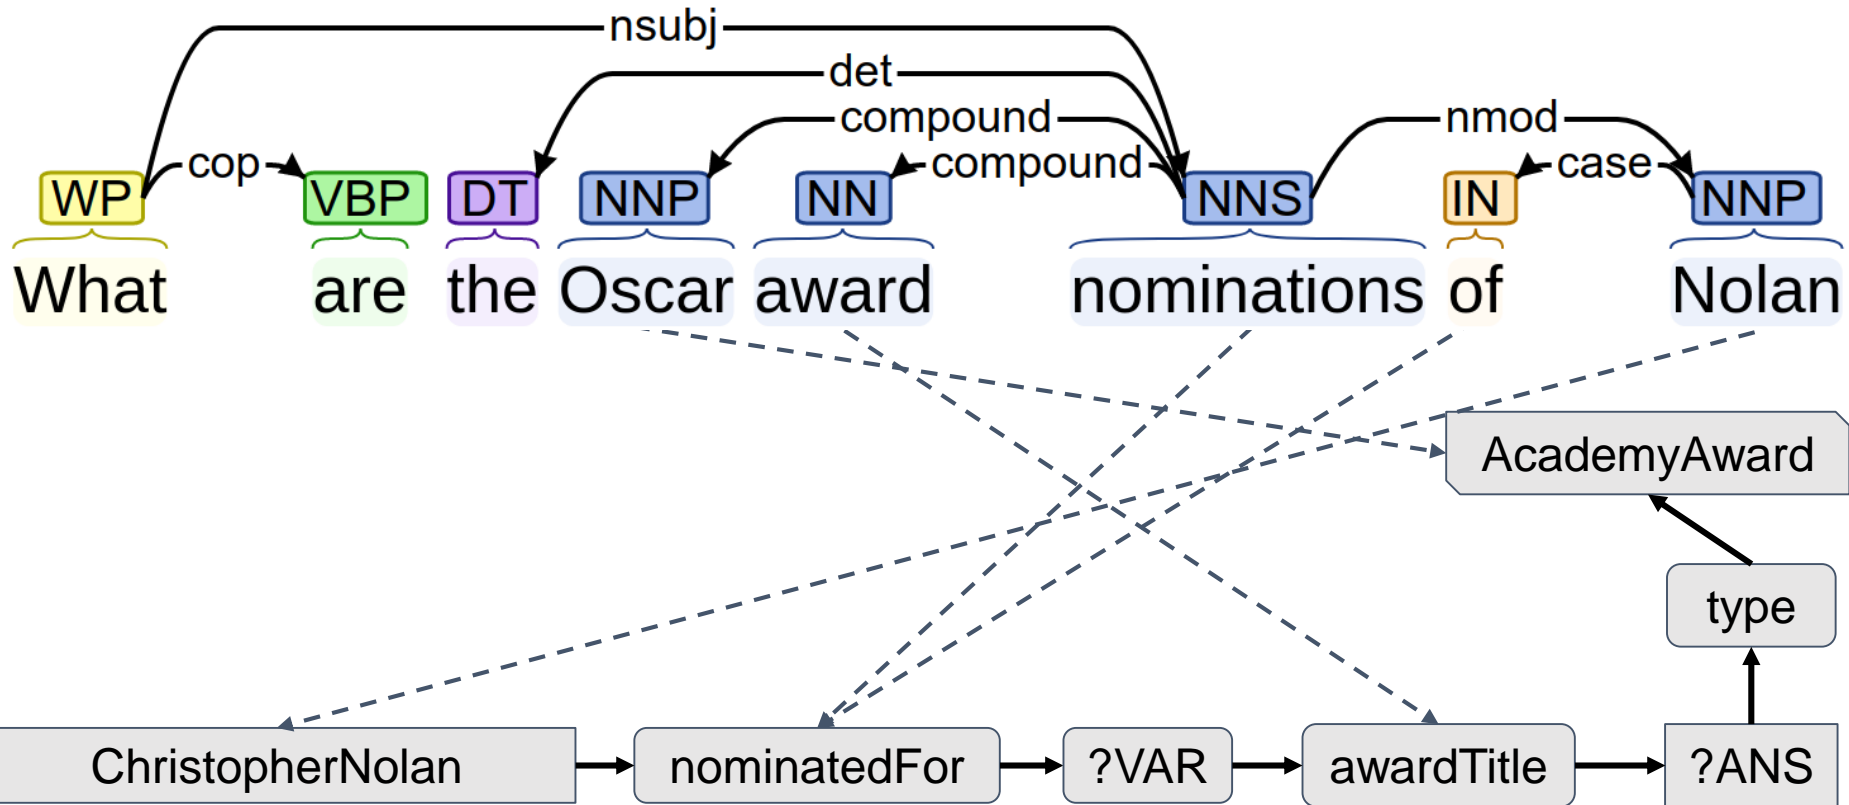 nsubj
det
compound nmod
cop compound case
WP VBP DT NNP NN NNS IN NNP
What are the Oscar award nominations of Nolan
AcademyAward
type
ChristopherNolan nominatedFor ?VAR awardTitle ?ANS